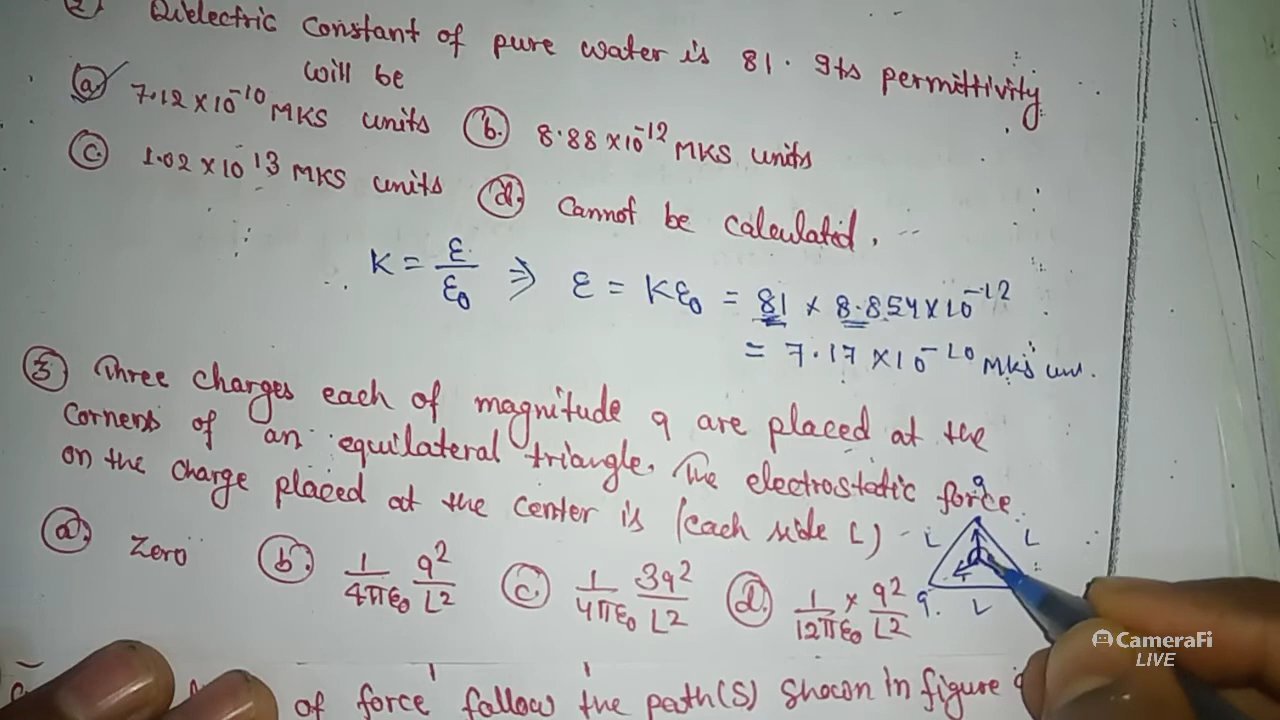 2 Dielectric Constant of pure water is 81. Its permittivity
will be
a. 7.12 × 10⁻¹⁰ MKS units b. 8.88 × 10⁻¹² MKS units
c. 1.02 × 10⁻13 MKS units d. Cannot be calculated.
K = ε/ε₀ ⇒ ε = Kε₀ = 81 × 8.854 × 10⁻¹²
= 7.17 × 10⁻¹⁰ MKS uni.
3 Three charges each of magnitude q are placed at the
corners of an equilateral triangle. The electrostatic force
on the charge placed at the center is (each side L)
a. Zero b. 1/4πε₀ q²/L² c. 1/4πε₀ 3q²/L² d. 1/12πε₀ × q²/L²
q
L L
q. L
of force follow the path(s) shown in figure
CameraFi
LIVE